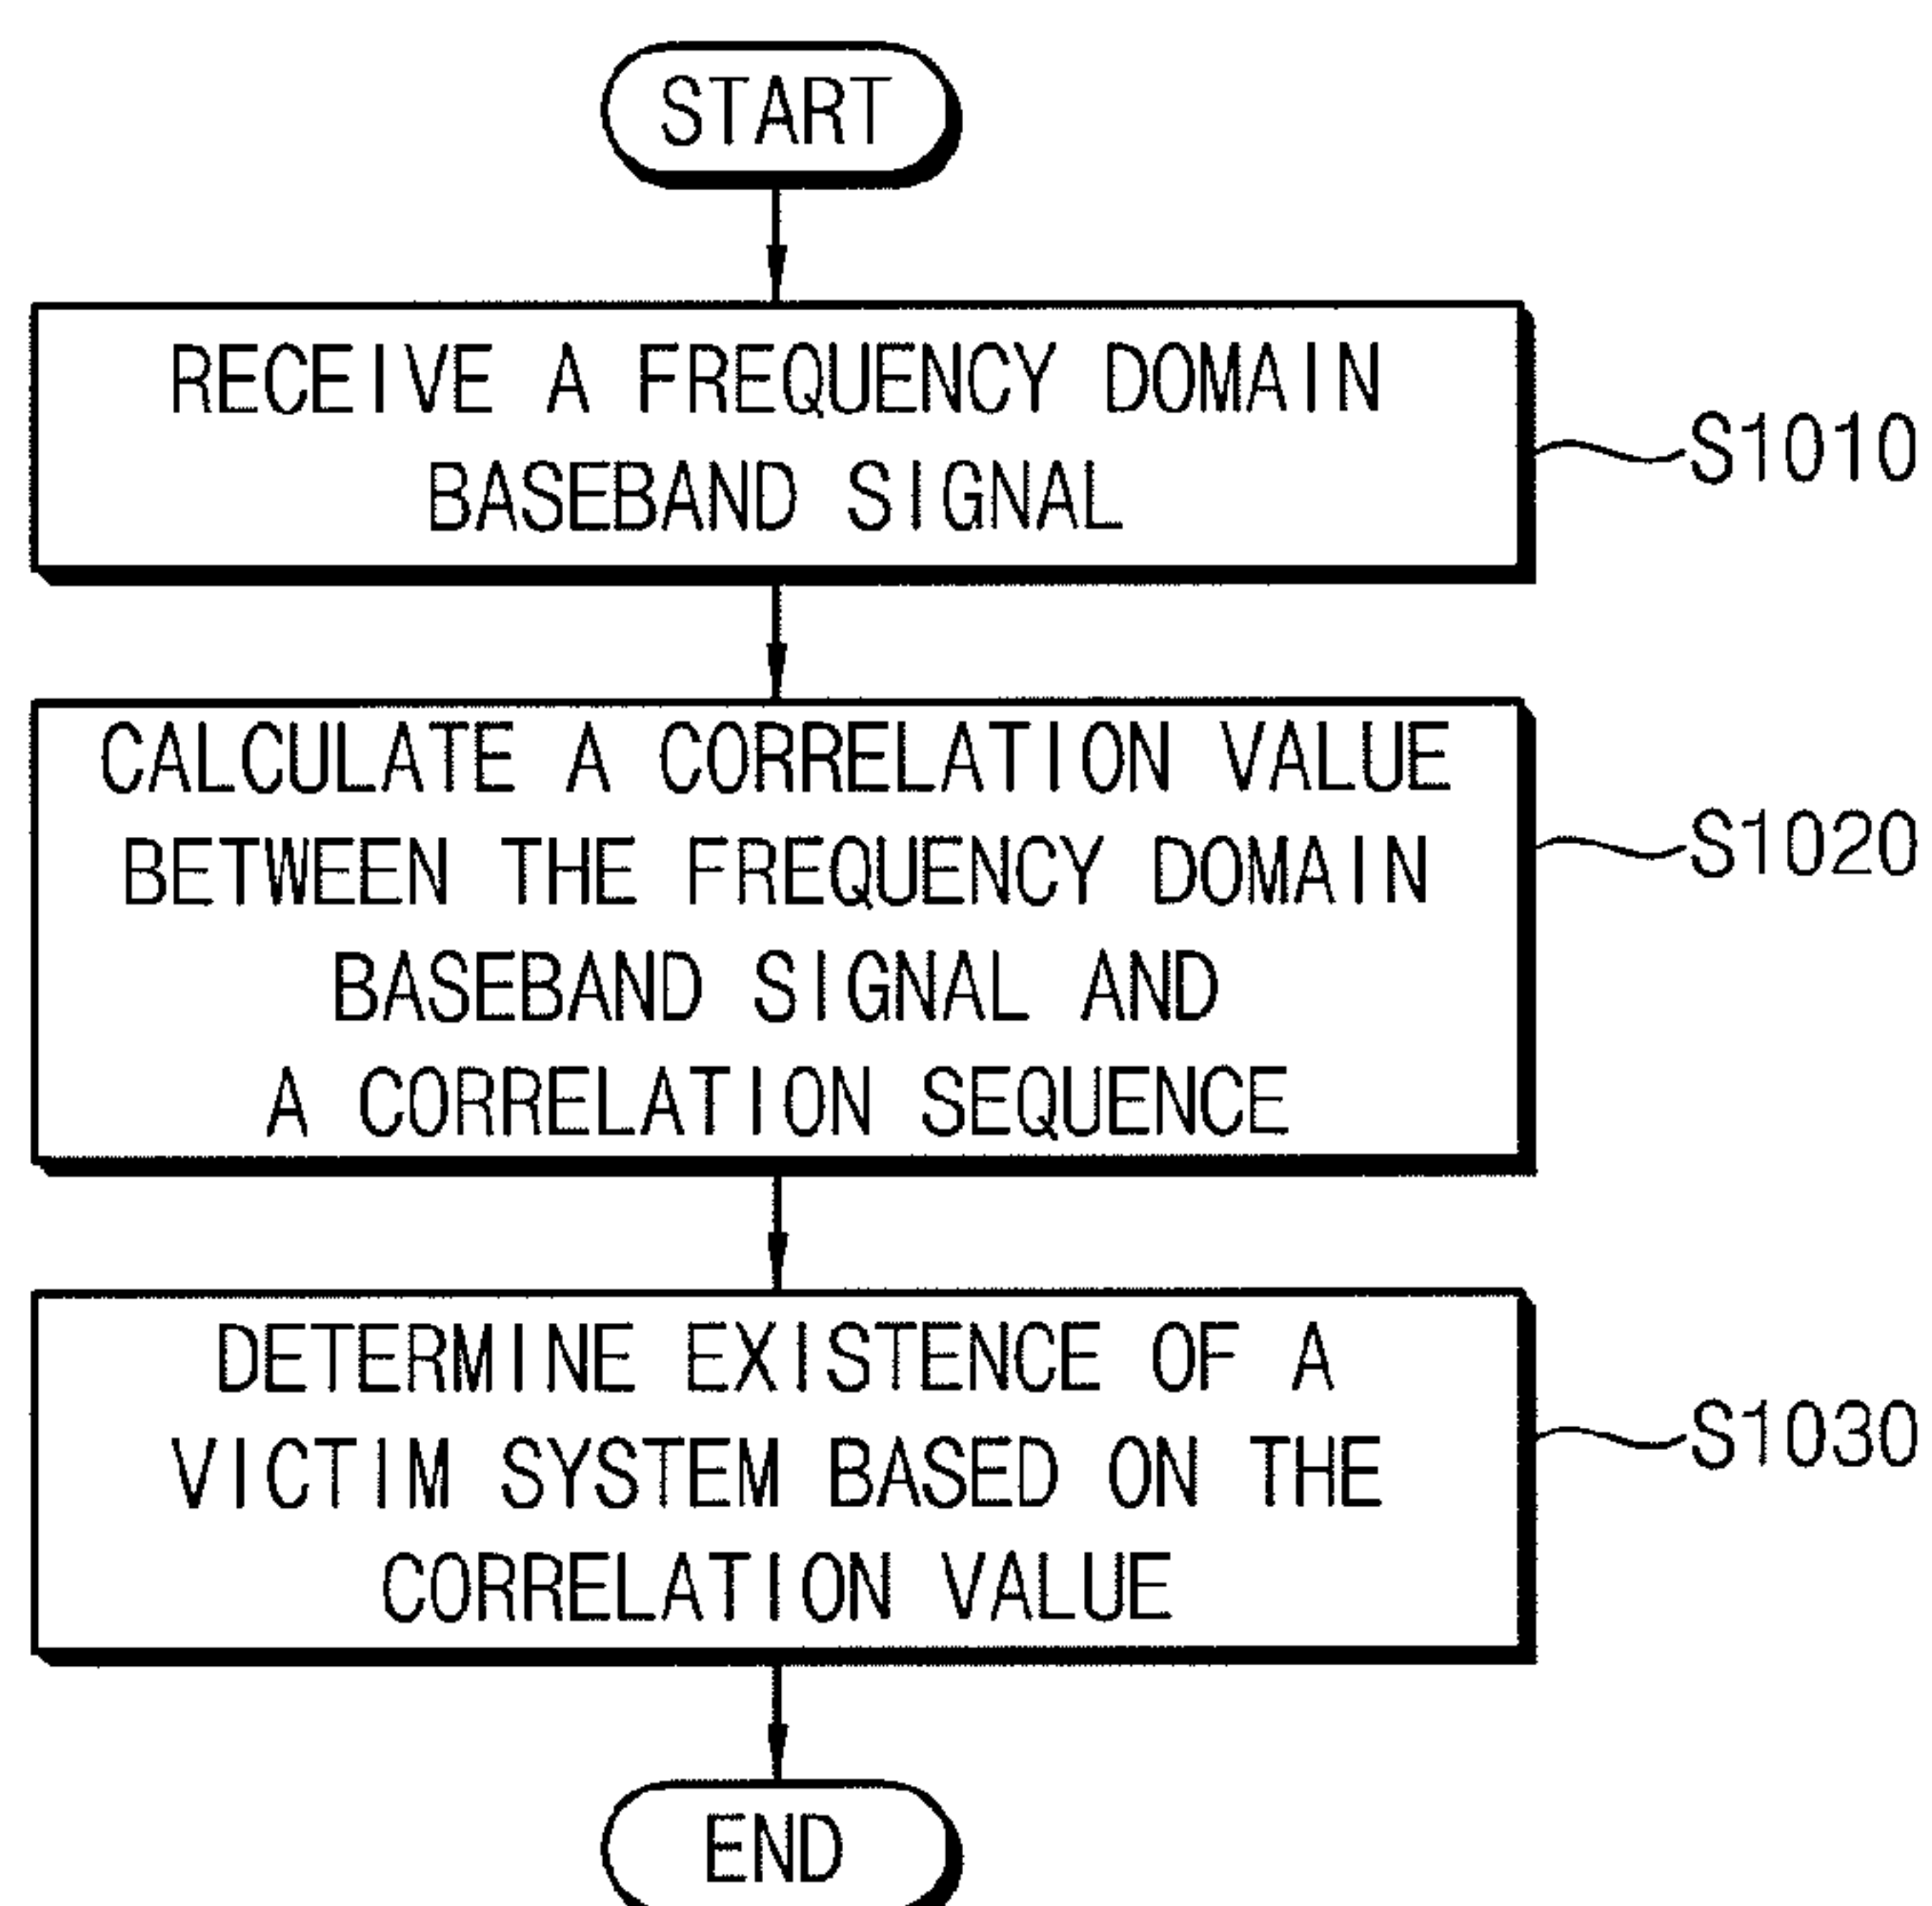 START
RECEIVE A FREQUENCY DOMAIN
BASEBAND SIGNAL
S1010
CALCULATE A CORRELATION VALUE
BETWEEN THE FREQUENCY DOMAIN
BASEBAND SIGNAL AND
A CORRELATION SEQUENCE
S1020
DETERMINE EXISTENCE OF A
VICTIM SYSTEM BASED ON THE
CORRELATION VALUE
S1030
END